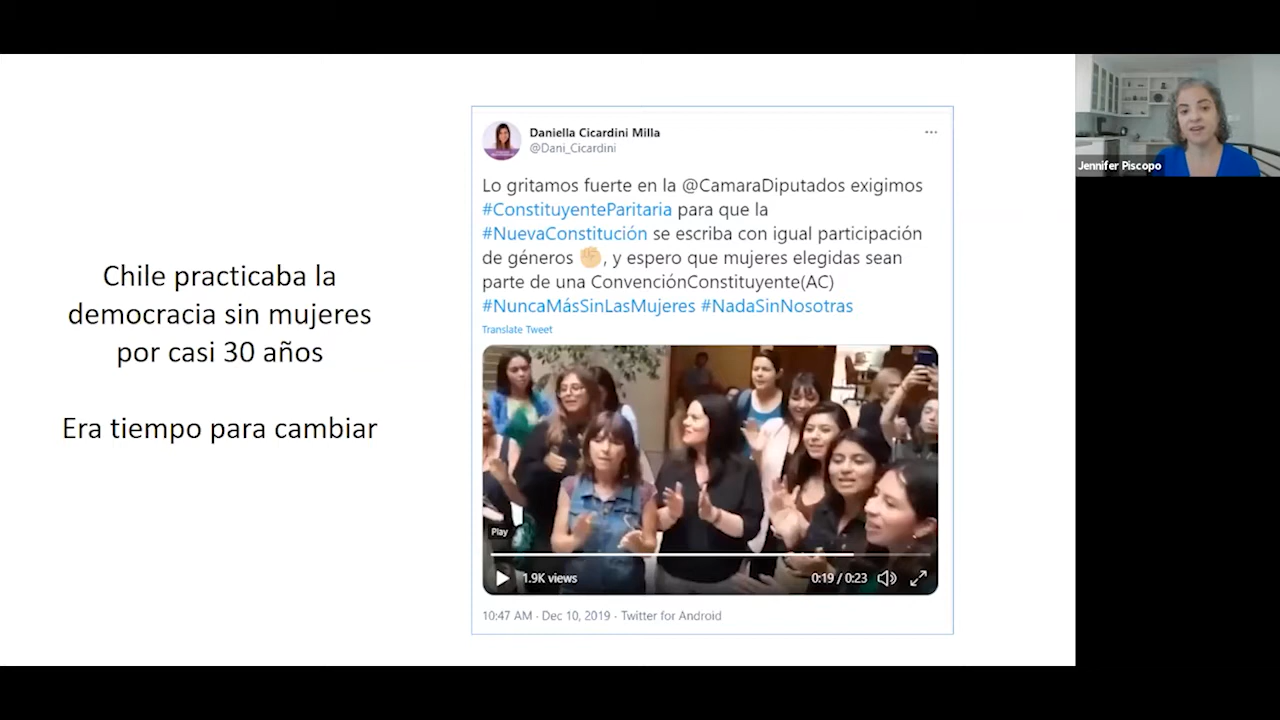 Chile practicaba la
democracia sin mujeres
por casi 30 años
Era tiempo para cambiar
Daniella Cicardini Milla
@Dani_Cicardini
Lo gritamos fuerte en la @CamaraDiputados exigimos
#ConstituyenteParitaria para que la
#NuevaConstitución se escriba con igual participación
de géneros ✊🏼, y espero que mujeres elegidas sean
parte de una ConvenciónConstituyente(AC)
#NuncaMásSinLasMujeres #NadaSinNosotras
Translate Tweet
Play
1.9K views
0:19 / 0:23
10:47 AM · Dec 10, 2019 · Twitter for Android
Jennifer Piscopo